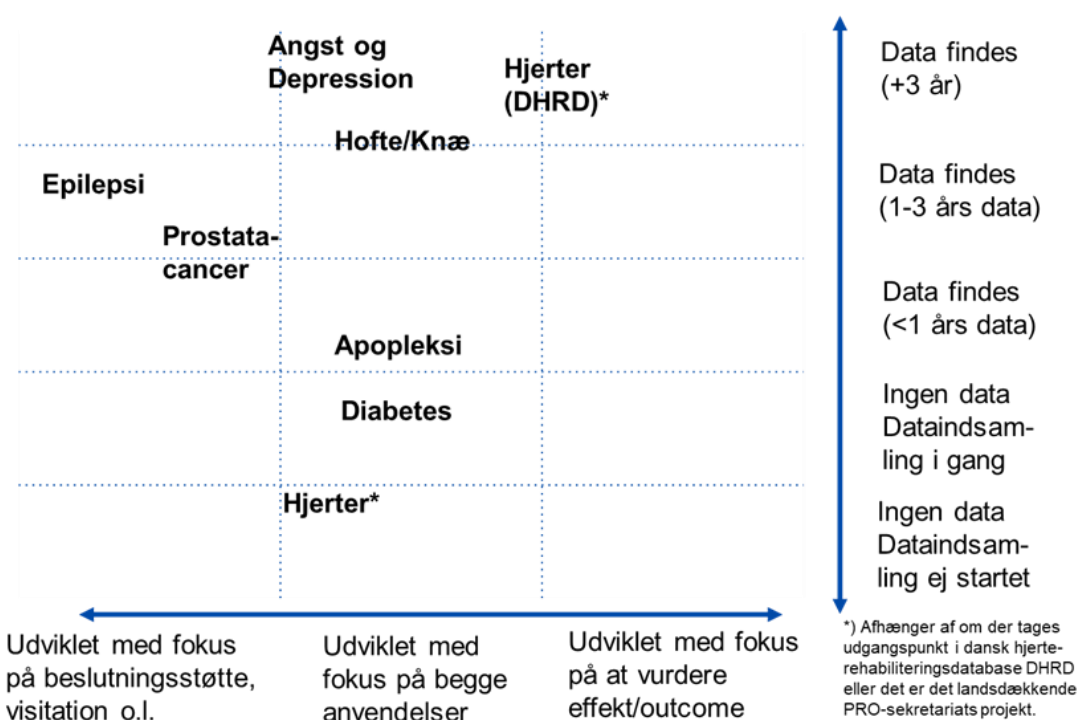 Angst og
Depression
Hjerter
(DHRD)*
Hofte/Knæ
Epilepsi
Prostata-
cancer
Apopleksi
Diabetes
Hjerter*
Data findes
(+3 år)
Data findes
(1-3 års data)
Data findes
(<1 års data)
Ingen data
Dataindsam-
ling i gang
Ingen data
Dataindsam-
ling ej startet
Udviklet med fokus
på beslutningsstøtte,
visitation o.l.
Udviklet med
fokus på begge
anvendelser
Udviklet med fokus
på at vurdere
effekt/outcome
*) Afhænger af om der tages
udgangspunkt i dansk hjerte-
rehabiliteringsdatabase DHRD
eller det er det landsdækkende
PRO-sekretariats projekt.